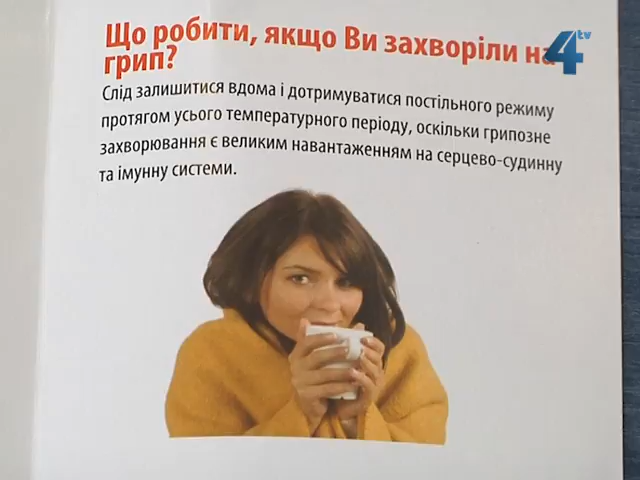 Що робити, якщо Ви захворіли на
грип?
Слід залишитися вдома і дотримуватися постільного режиму
протягом усього температурного періоду, оскільки грипозне
захворювання є великим навантаженням на серцево-судинну
та імунну системи.
4 tv